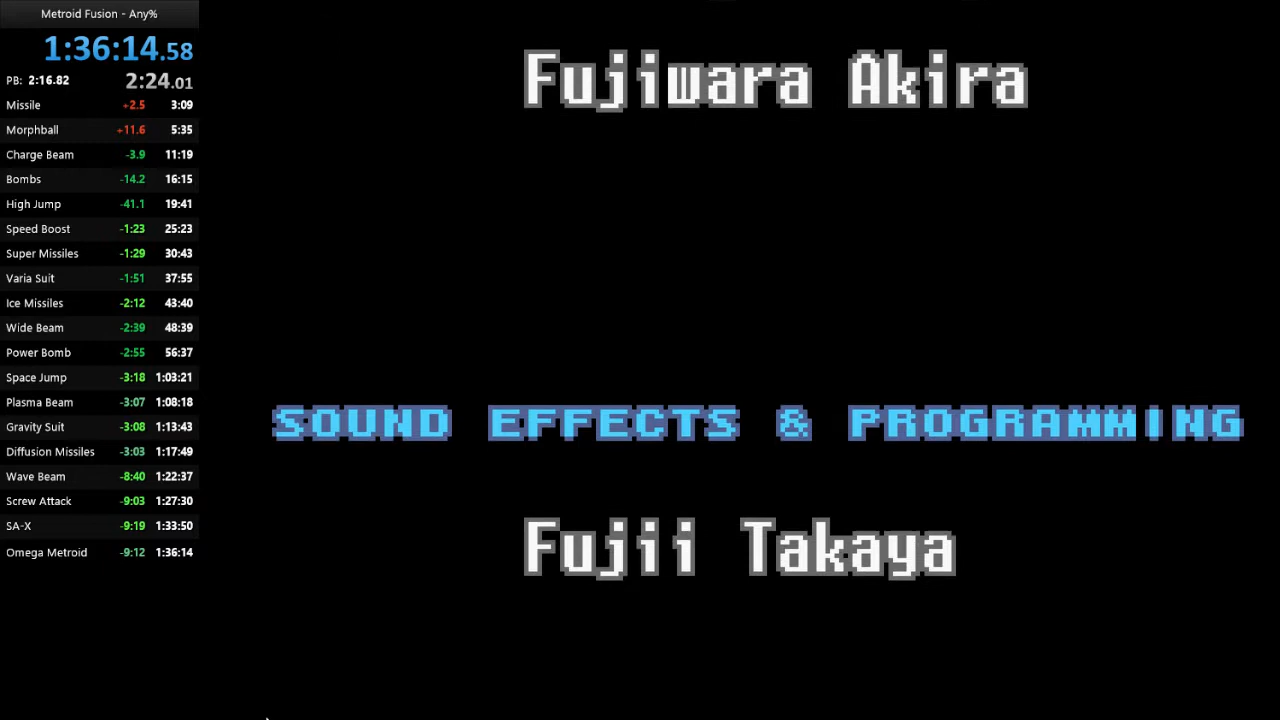 Metroid Fusion - Any%
1:36:14.58
PB: 2:16.82 2:24.01
Missile +2.5 3:09
Morphball +11.6 5:35
Charge Beam -3.9 11:19
Bombs -14.2 16:15
High Jump -41.1 19:41
Speed Boost -1:23 25:23
Super Missiles -1:29 30:43
Varia Suit -1:51 37:55
Ice Missiles -2:12 43:40
Wide Beam -2:39 48:39
Power Bomb -2:55 56:37
Space Jump -3:18 1:03:21
Plasma Beam -3:07 1:08:18
Gravity Suit -3:08 1:13:43
Diffusion Missiles -3:03 1:17:49
Wave Beam -8:40 1:22:37
Screw Attack -9:03 1:27:30
SA-X -9:19 1:33:50
Omega Metroid -9:12 1:36:14
Fujiwara Akira
SOUND EFFECTS & PROGRAMMING
Fujii Takaya